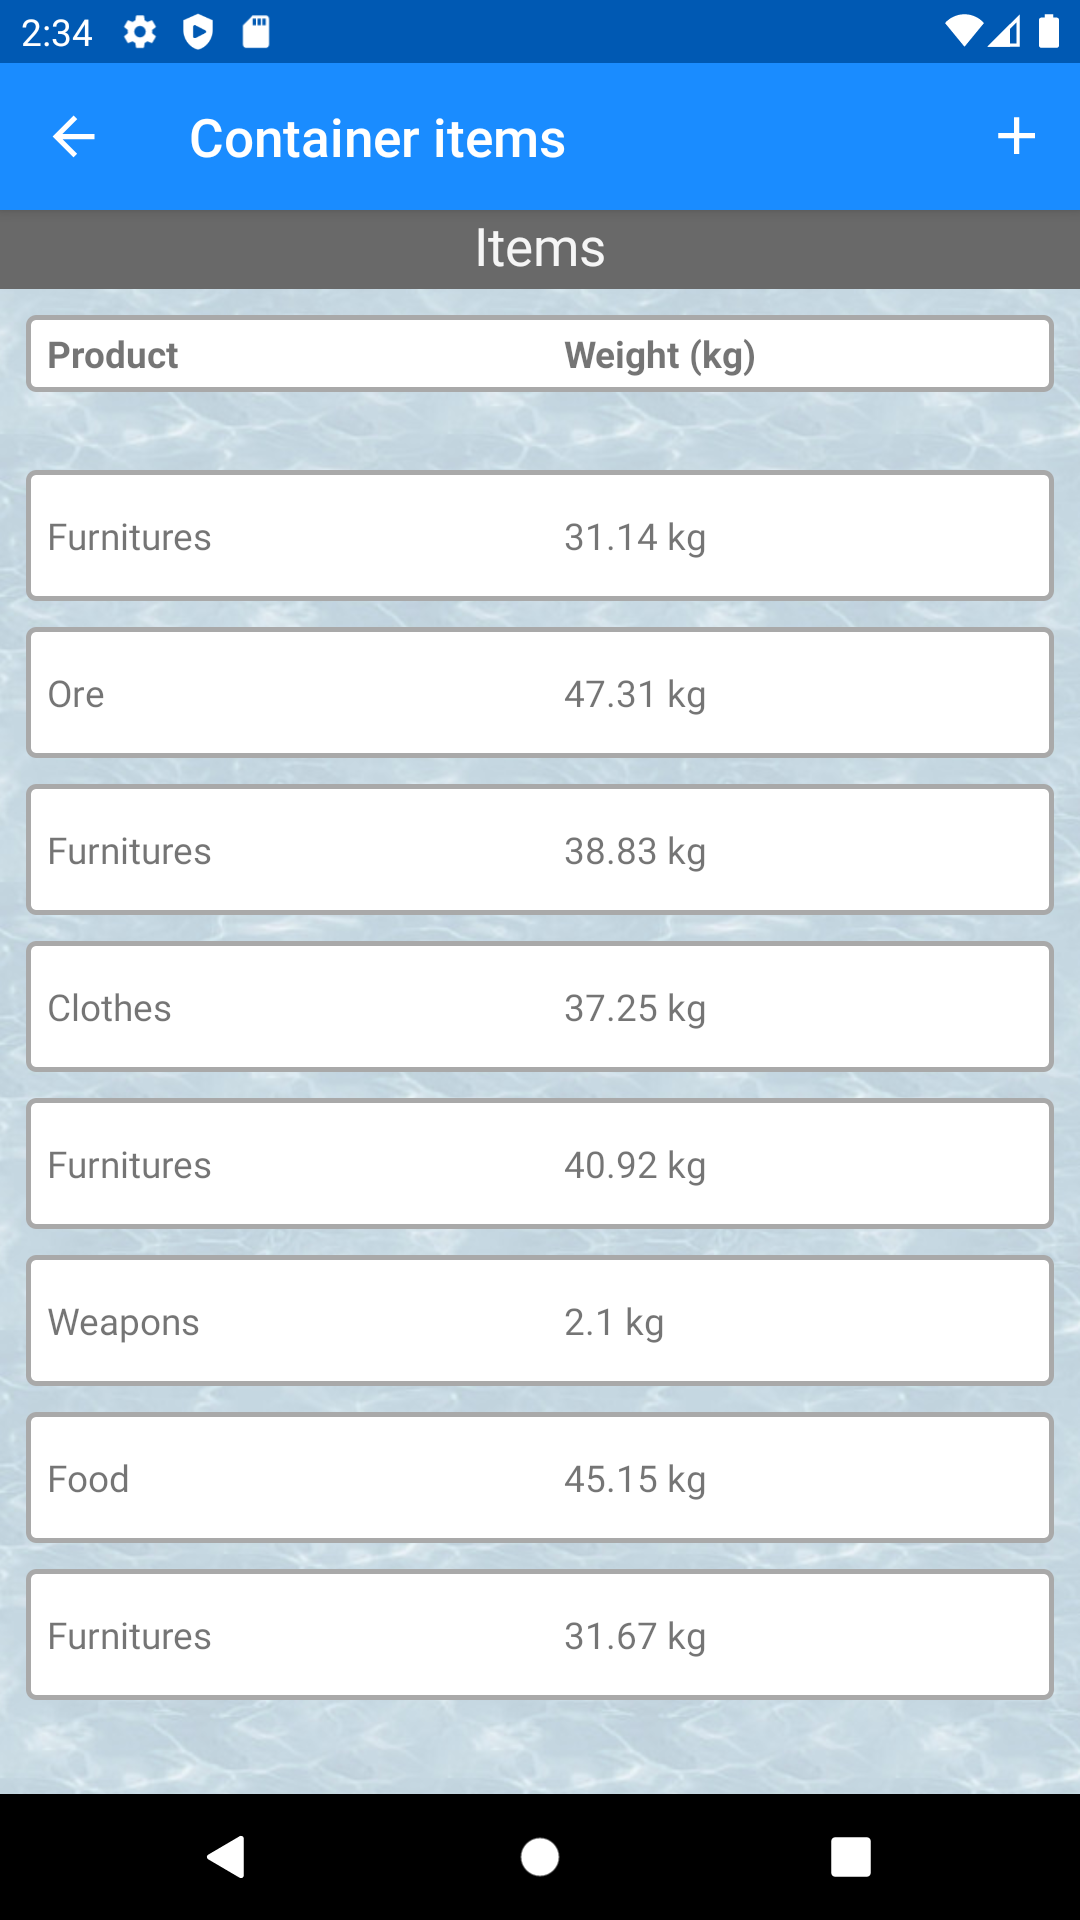 2:34
Container items
Items
Product Weight (kg)
Furnitures 31.14 kg
Ore 47.31 kg
Furnitures 38.83 kg
Clothes 37.25 kg
Furnitures 40.92 kg
Weapons 2.1 kg
Food 45.15 kg
Furnitures 31.67 kg